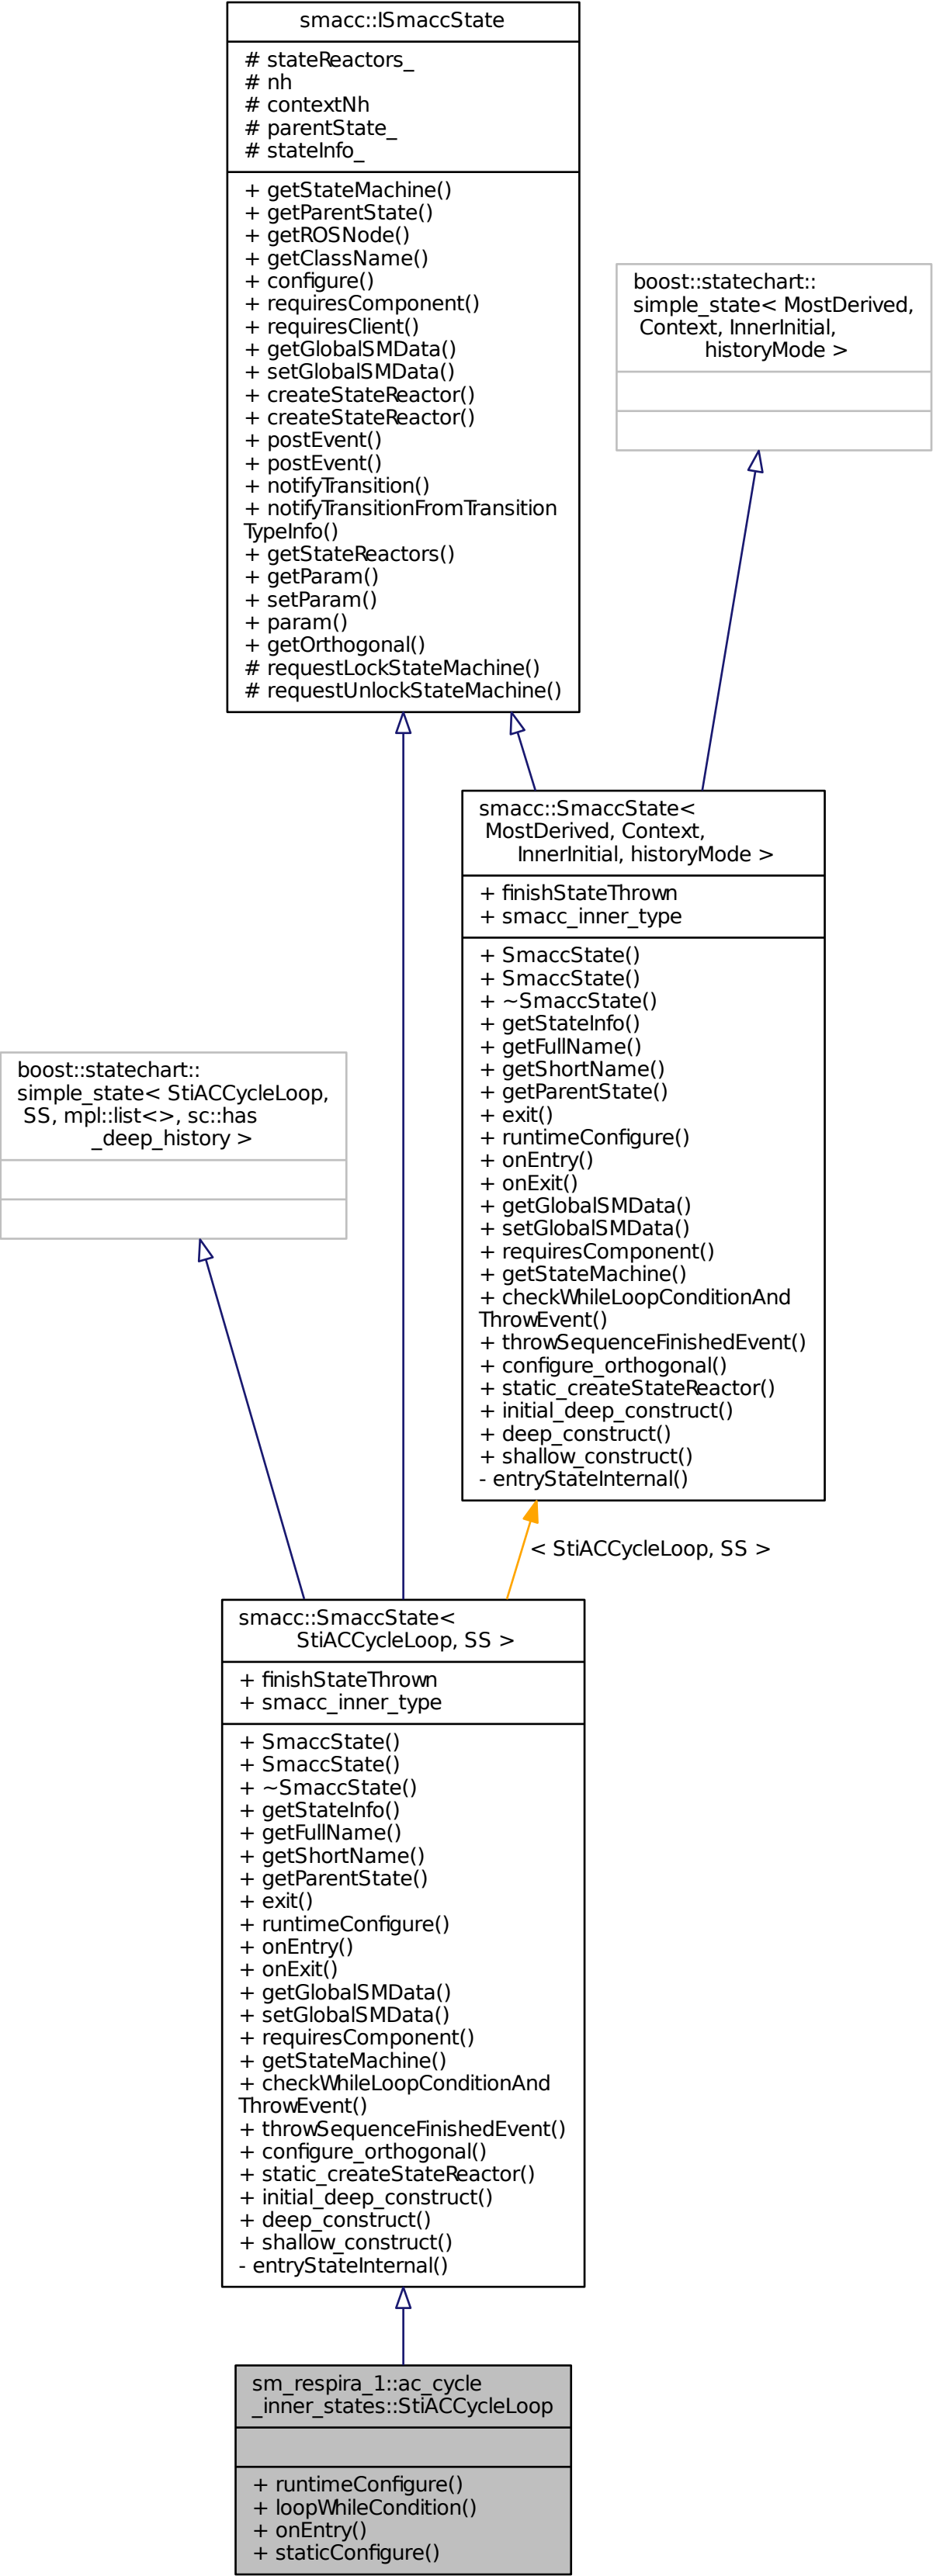 smacc::ISmaccState
# stateReactors_
# nh
# contextNh
# parentState_
# stateInfo_
+ getStateMachine()
+ getParentState()
+ getROSNode()
+ getClassName()
+ configure()
+ requiresComponent()
+ requiresClient()
+ getGlobalSMData()
+ setGlobalSMData()
+ createStateReactor()
+ createStateReactor()
+ postEvent()
+ postEvent()
+ notifyTransition()
+ notifyTransitionFromTransition
TypeInfo()
+ getStateReactors()
+ getParam()
+ setParam()
+ param()
+ getOrthogonal()
# requestLockStateMachine()
# requestUnlockStateMachine()
boost::statechart::
simple_state< MostDerived,
Context, InnerInitial,
historyMode >
smacc::SmaccState<
MostDerived, Context,
InnerInitial, historyMode >
+ finishStateThrown
+ smacc_inner_type
+ SmaccState()
+ SmaccState()
+ ~SmaccState()
+ getStateInfo()
+ getFullName()
+ getShortName()
+ getParentState()
+ exit()
+ runtimeConfigure()
+ onEntry()
+ onExit()
+ getGlobalSMData()
+ setGlobalSMData()
+ requiresComponent()
+ getStateMachine()
+ checkWhileLoopConditionAnd
ThrowEvent()
+ throwSequenceFinishedEvent()
+ configure_orthogonal()
+ static_createStateReactor()
+ initial_deep_construct()
+ deep_construct()
+ shallow_construct()
- entryStateInternal()
boost::statechart::
simple_state< StiACCycleLoop,
SS, mpl::list<>, sc::has
_deep_history >
< StiACCycleLoop, SS >
smacc::SmaccState<
StiACCycleLoop, SS >
+ finishStateThrown
+ smacc_inner_type
+ SmaccState()
+ SmaccState()
+ ~SmaccState()
+ getStateInfo()
+ getFullName()
+ getShortName()
+ getParentState()
+ exit()
+ runtimeConfigure()
+ onEntry()
+ onExit()
+ getGlobalSMData()
+ setGlobalSMData()
+ requiresComponent()
+ getStateMachine()
+ checkWhileLoopConditionAnd
ThrowEvent()
+ throwSequenceFinishedEvent()
+ configure_orthogonal()
+ static_createStateReactor()
+ initial_deep_construct()
+ deep_construct()
+ shallow_construct()
- entryStateInternal()
sm_respira_1::ac_cycle
_inner_states::StiACCycleLoop
+ runtimeConfigure()
+ loopWhileCondition()
+ onEntry()
+ staticConfigure()